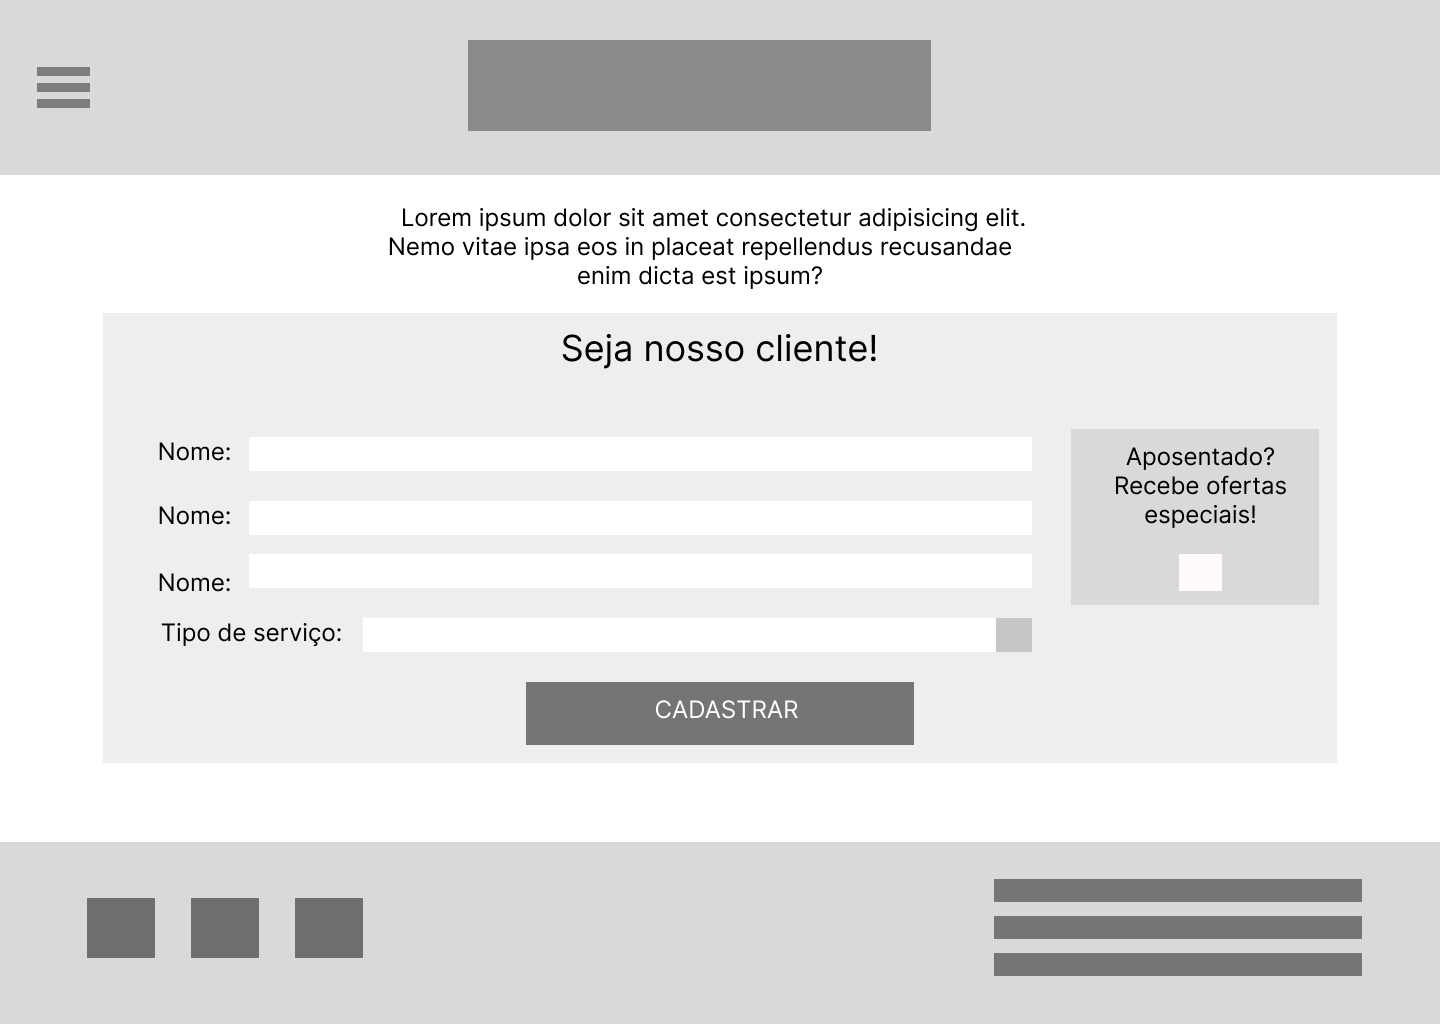 Lorem ipsum dolor sit amet consectetur adipisicing elit.
Nemo vitae ipsa eos in placeat repellendus recusandae
enim dicta est ipsum?
Seja nosso cliente!
Nome:
Nome:
Nome:
Tipo de serviço:
Aposentado?
Recebe ofertas
especiais!
CADASTRAR